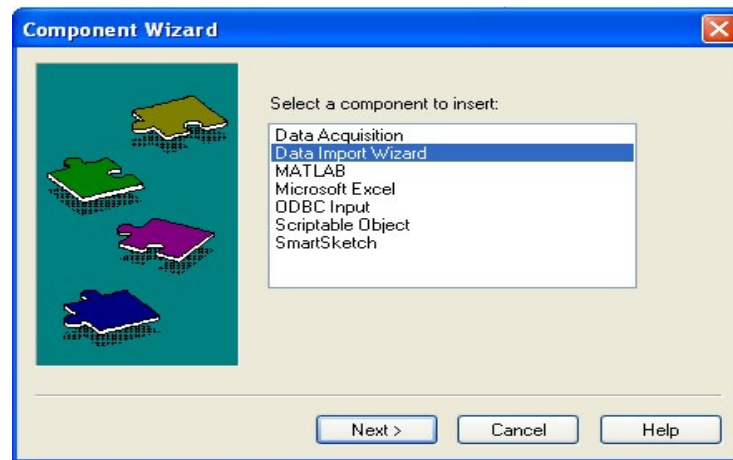 Component Wizard
Select a component to insert:
Data Acquisition
Data Import Wizard
MATLAB
Microsoft Excel
ODBC Input
Scriptable Object
SmartSketch
Next >
Cancel
Help